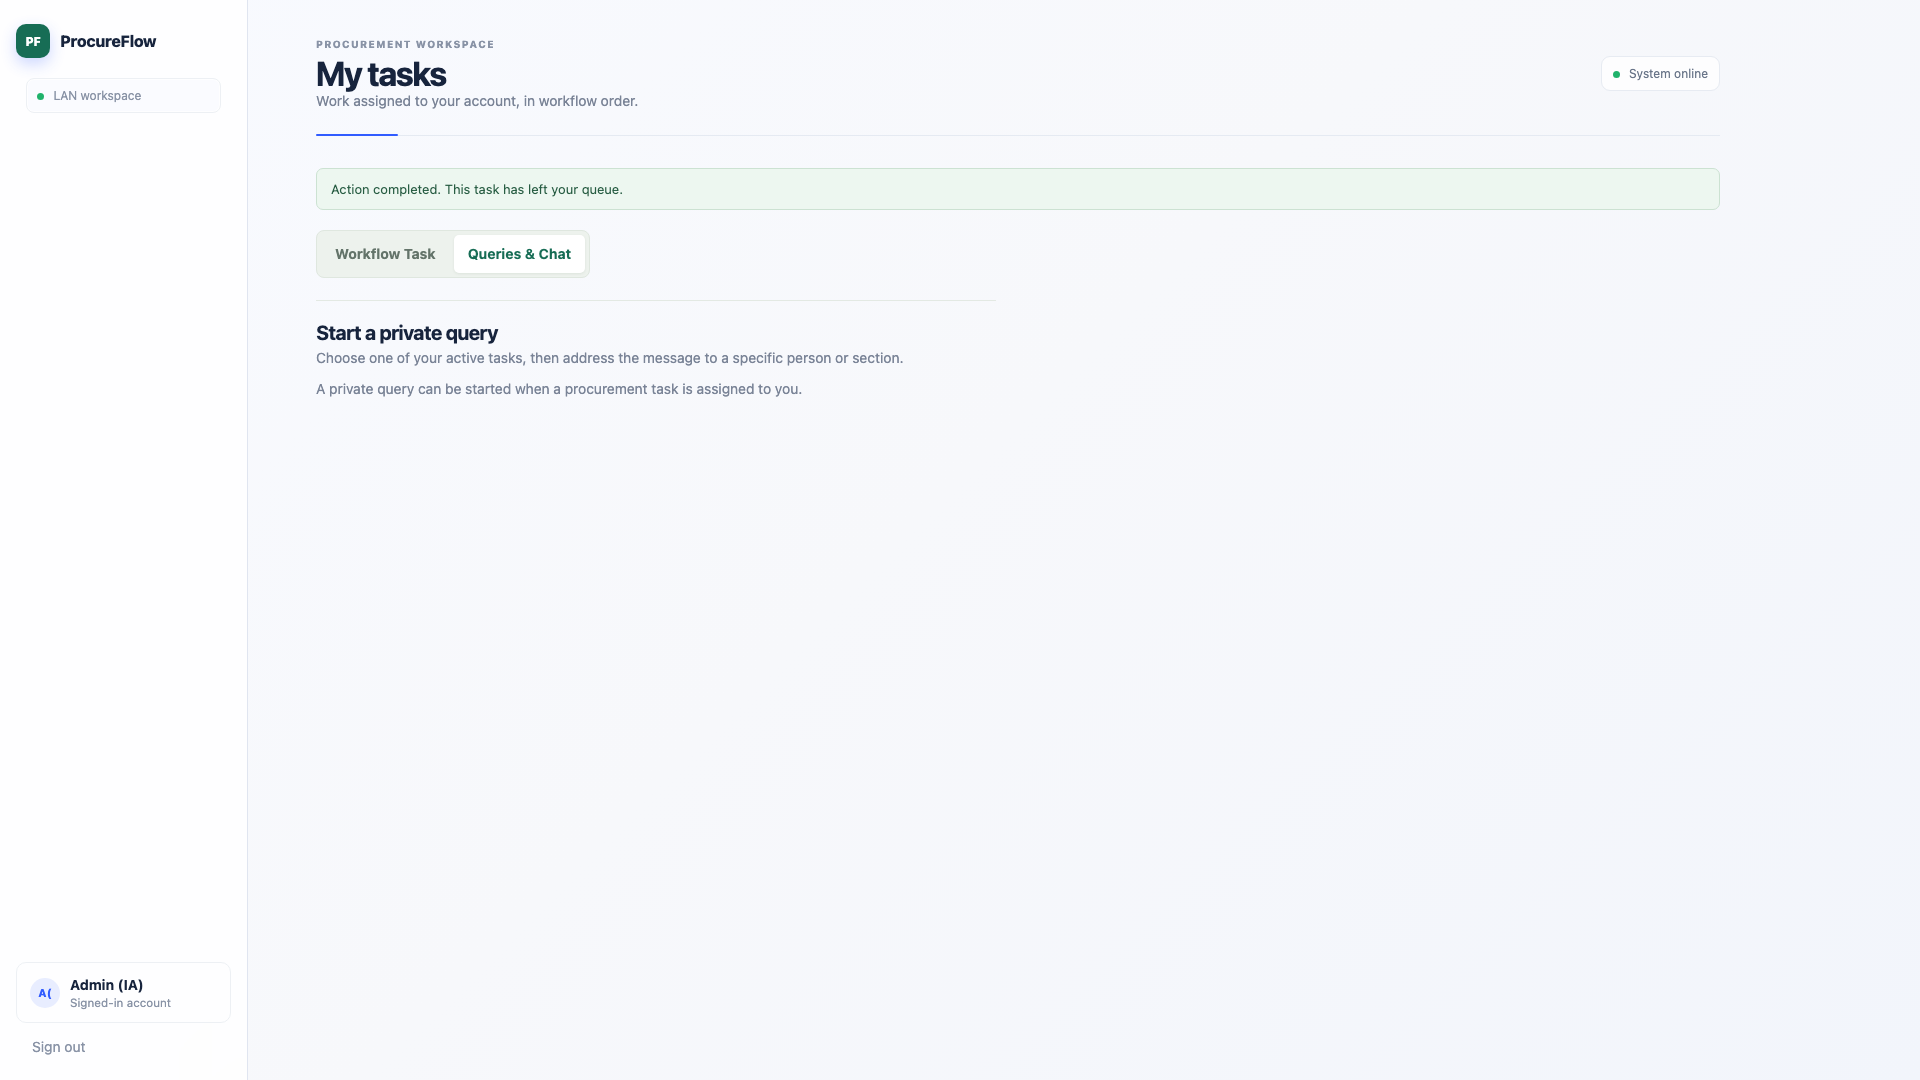 PF
ProcureFlow
LAN workspace
PROCUREMENT WORKSPACE
My tasks
Work assigned to your account, in workflow order.
System online
Action completed. This task has left your queue.
Workflow Task
Queries & Chat
Start a private query
Choose one of your active tasks, then address the message to a specific person or section.
A private query can be started when a procurement task is assigned to you.
A(
Admin (IA)
Signed-in account
Sign out